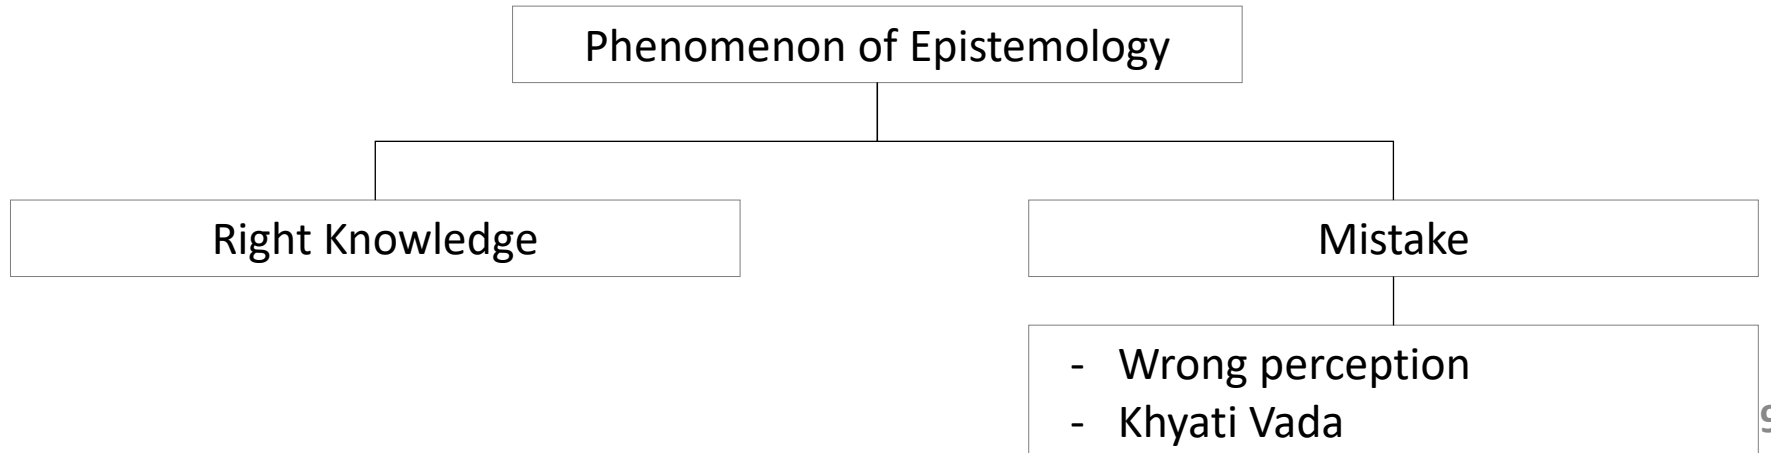 Phenomenon of Epistemology
Right Knowledge
Mistake
- Wrong perception
- Khyati Vada